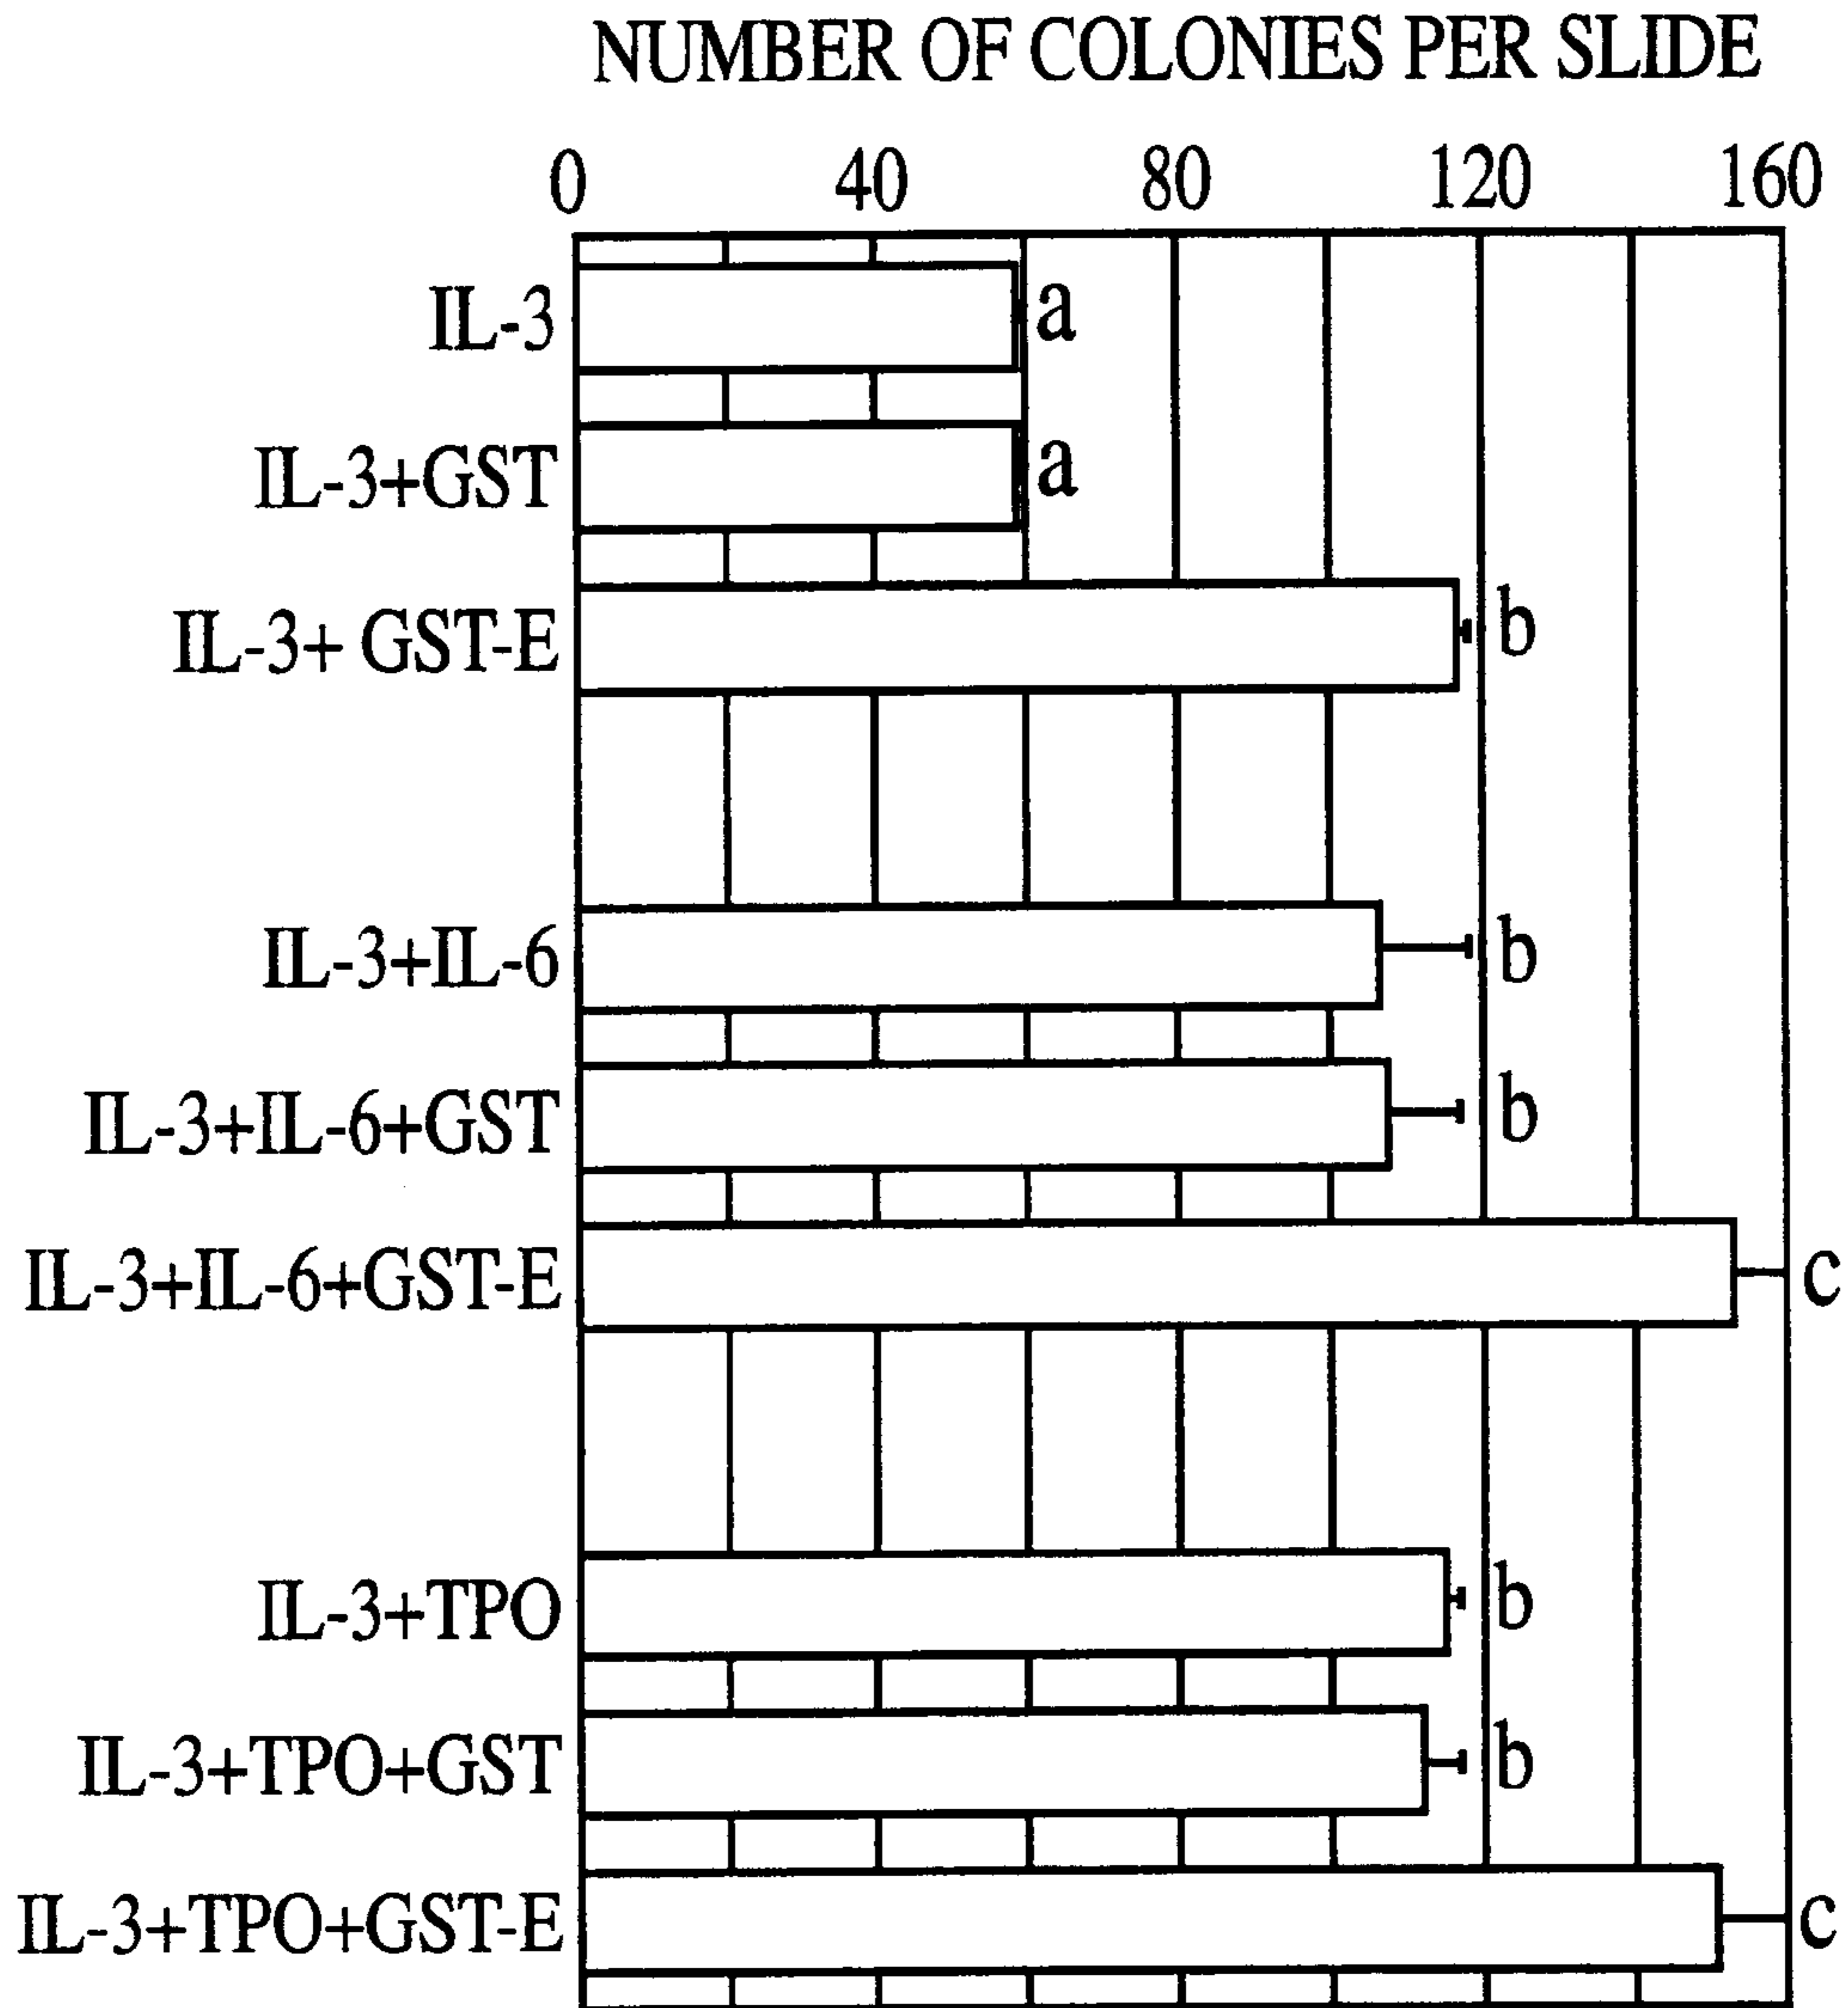 NUMBER OF COLONIES PER SLIDE
0 40 80 120 160
IL-3 a
IL-3+GST a
IL-3+ GST-E b
IL-3+IL-6 b
IL-3+IL-6+GST b
IL-3+IL-6+GST-E c
IL-3+TPO b
IL-3+TPO+GST b
IL-3+TPO+GST-E c